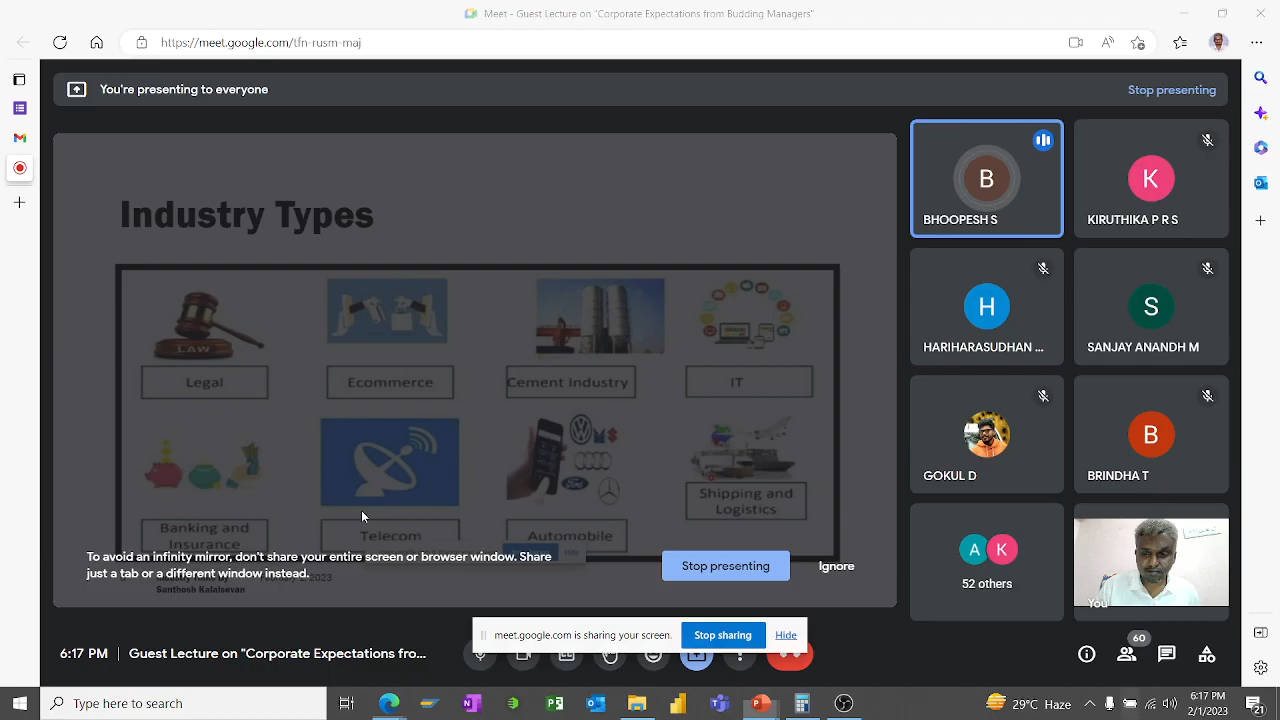 Meet - Guest Lecture on "Corporate Expectations from Budding Managers"
https://meet.google.com/tfn-rusm-maj
You're presenting to everyone
Stop presenting
Industry Types
LAW
Legal
Ecommerce
Cement Industry
IT
Banking and
Insurance
Telecom
Automobile
Shipping and
Logistics
Hide
To avoid an infinity mirror, don't share your entire screen or browser window. Share
just a tab or a different window instead.
Stop presenting
Ignore
2023
Santhosh Kalalsevan
B
BHOOPESH S
K
KIRUTHIKA P R S
H
HARIHARASUDHAN ...
S
SANJAY ANANDH M
GOKUL D
B
BRINDHA T
A K
52 others
You
meet.google.com is sharing your screen.
Stop sharing
Hide
6:17 PM
Guest Lecture on "Corporate Expectations fro...
60
Type here to search
29°C Haze
6:17 PM
2/1/2023
21